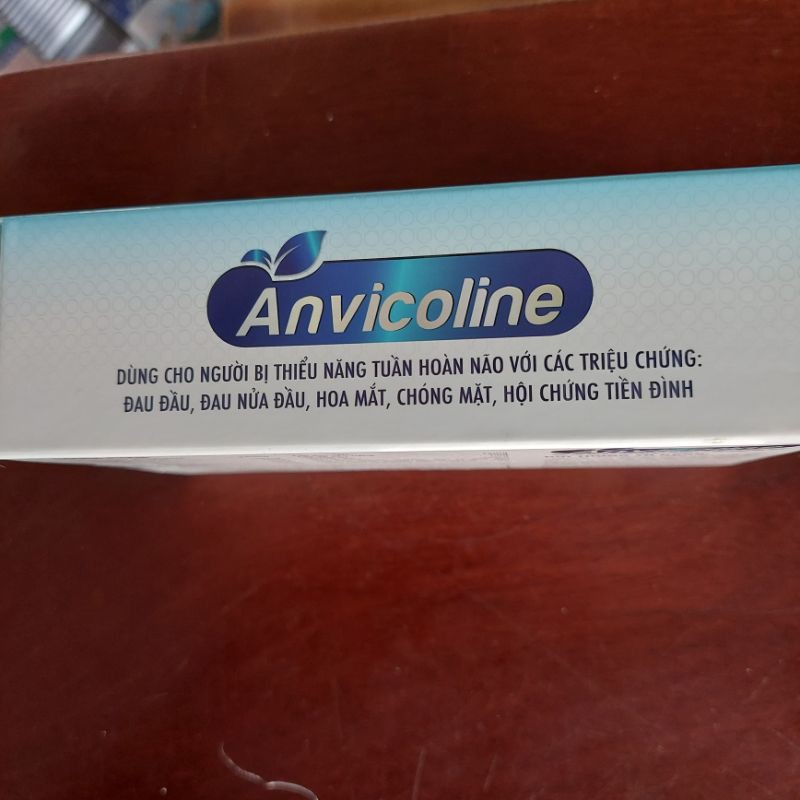 Anvicoline
DÙNG CHO NGƯỜI BỊ THIỂU NĂNG TUẦN HOÀN NÃO VỚI CÁC TRIỆU CHỨNG:
ĐAU ĐẦU, ĐAU NỬA ĐẦU, HOA MẮT, CHÓNG MẶT, HỘI CHỨNG TIỀN ĐÌNH